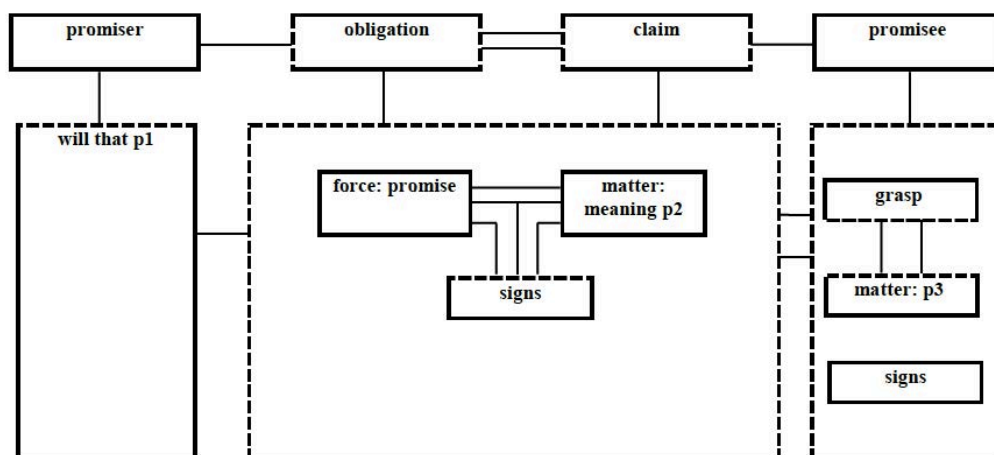 promiser
obligation
claim
promisee
will that p1
force: promise
matter:
meaning p2
signs
grasp
matter: p3
signs